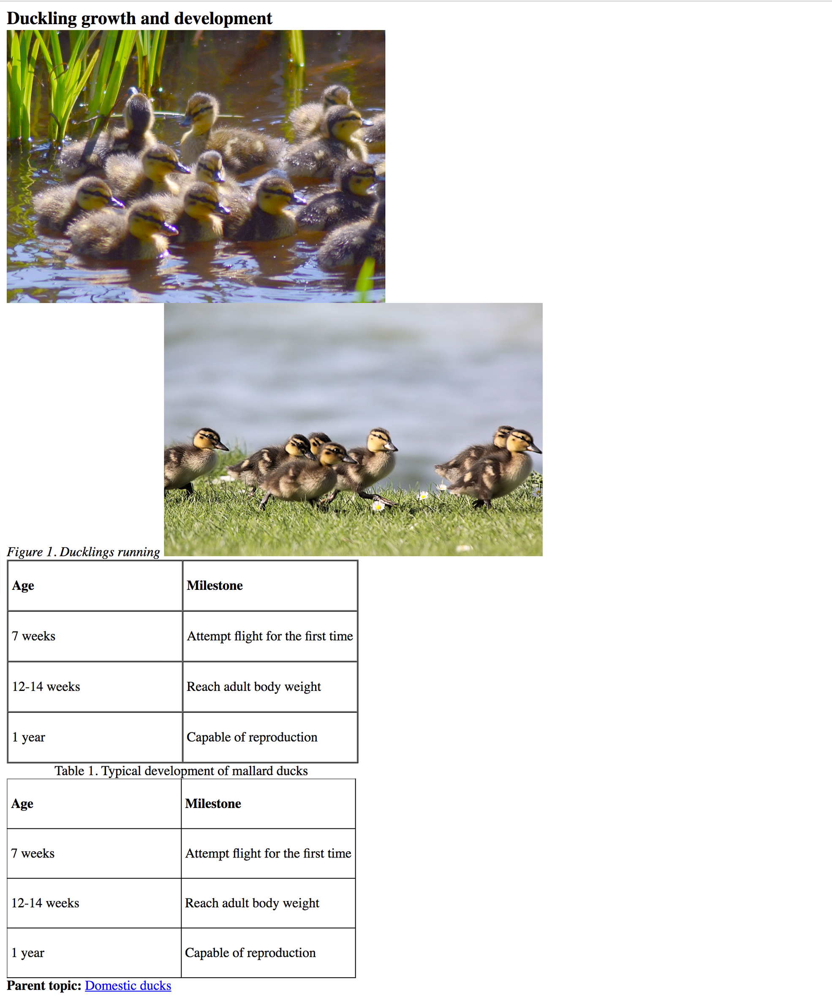 Duckling growth and development
Figure 1. Ducklings running
Age Milestone
7 weeks Attempt flight for the first time
12-14 weeks Reach adult body weight
1 year Capable of reproduction
Table 1. Typical development of mallard ducks
Age Milestone
7 weeks Attempt flight for the first time
12-14 weeks Reach adult body weight
1 year Capable of reproduction
Parent topic: Domestic ducks